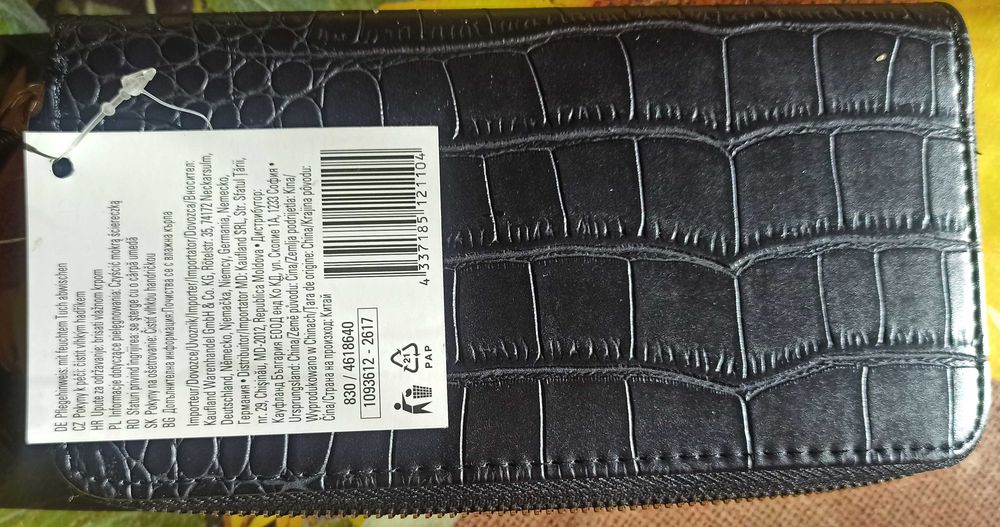 DE Pflegehinweis: mit feuchtem Tuch abwischen
CZ Pokyny k péči: čistit vlhkým hadříkem
HR Upute za održavanje: brisati vlažnom krpom
PL Informacje dotyczące pielęgnowania: Czyścić mokrą ściereczką
RO Sfaturi privind îngrijirea: se șterge cu o cârpă umedă
SK Pokyny na ošetrovanie: Čistiť vlhkou handričkou
BG Допълнителна информация:Почиства се с влажна кърпа
Importeur/Dovozce/Uvoznik/Importer/Importator/Dovozca/Вносител:
Kaufland Warenhandel GmbH & Co. KG, Rötelstr. 35, 74172 Neckarsulm,
Deutschland, Německo, Njemačka, Niemcy, Germania, Nemecko,
Германия • Distribuitor/Importator MD: Kaufland SRL, Str. Sfatul Țării,
nr. 29, Chișinău, MD-2012, Republica Moldova • Дистрибутор:
Кауфланд България ЕООД енд Ко КД, ул. Скопие 1А, 1233 София •
Ursprungsland: China/Země původu: Čína/Zemlja podrijetla: Kina/
Wyprodukowano w Chinach/Țara de origine: China/Krajina pôvodu:
Čína/Страна на произход: Китай
4 337185 121104
830 / 4618640
1093612 - 2617
21
PAP